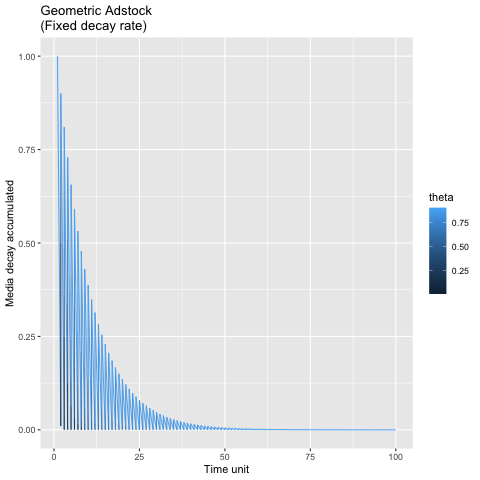 Geometric Adstock
(Fixed decay rate)
1.00
0.75
0.50
0.25
0.00
Media decay accumulated
0 25 50 75 100
Time unit
theta
0.75
0.50
0.25